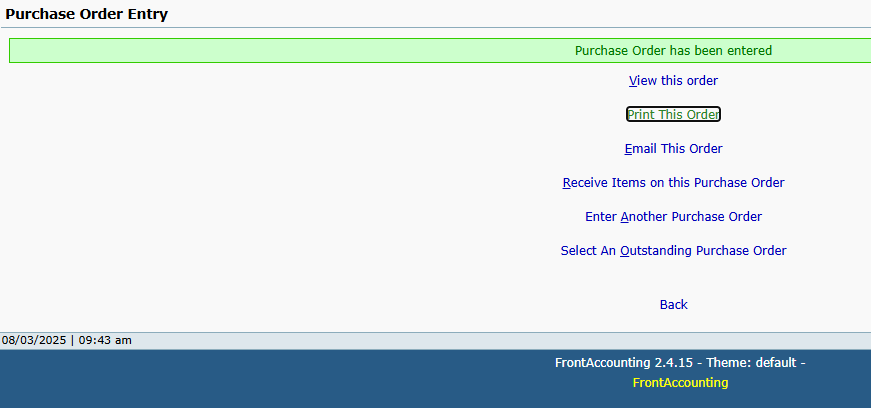 Purchase Order Entry
Purchase Order has been entered
View this order
Print This Order
Email This Order
Receive Items on this Purchase Order
Enter Another Purchase Order
Select An Outstanding Purchase Order
Back
08/03/2025 | 09:43 am
FrontAccounting 2.4.15 - Theme: default -
FrontAccounting